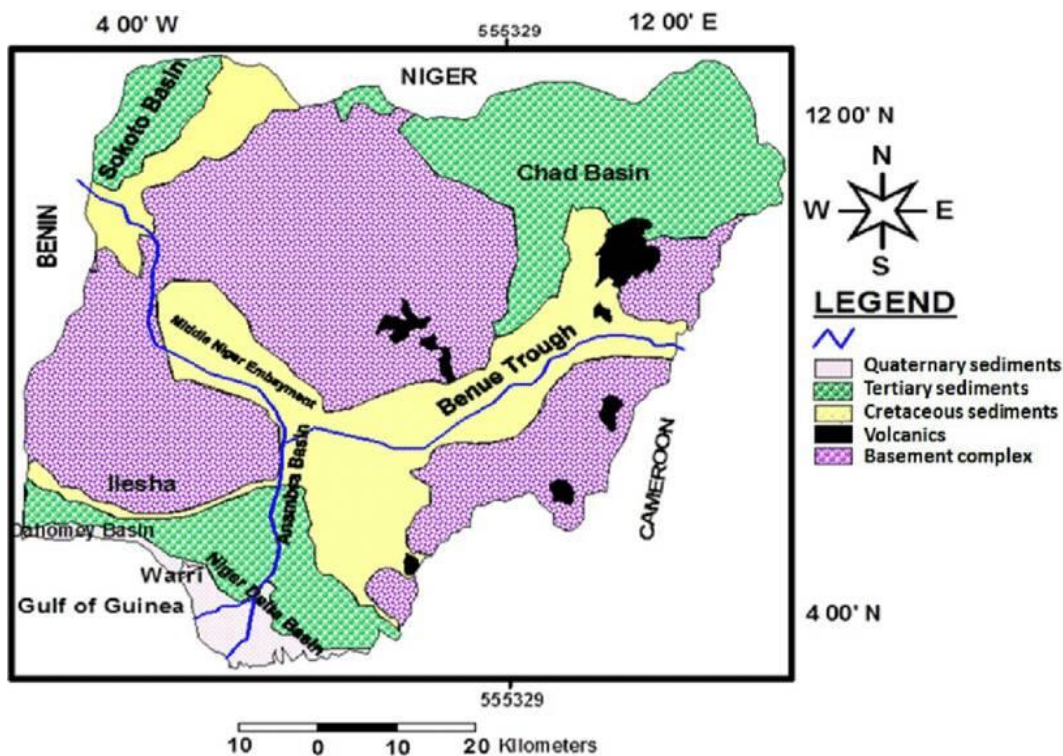 4 00' W
555329
12 00' E
NIGER
12 00' N
Sokoto Basin
Chad Basin
N
W E
S
BENIN
LEGEND
Middle Niger Embayment
Benue Trough
Quaternary sediments
Tertiary sediments
Cretaceous sediments
Volcanics
Basement complex
Ilesha
Anambra Basin
CAMEROON
Dahomey Basin
Warri
Niger Delta Basin
Gulf of Guinea
4 00' N
555329
10 0 10 20 Kilometers